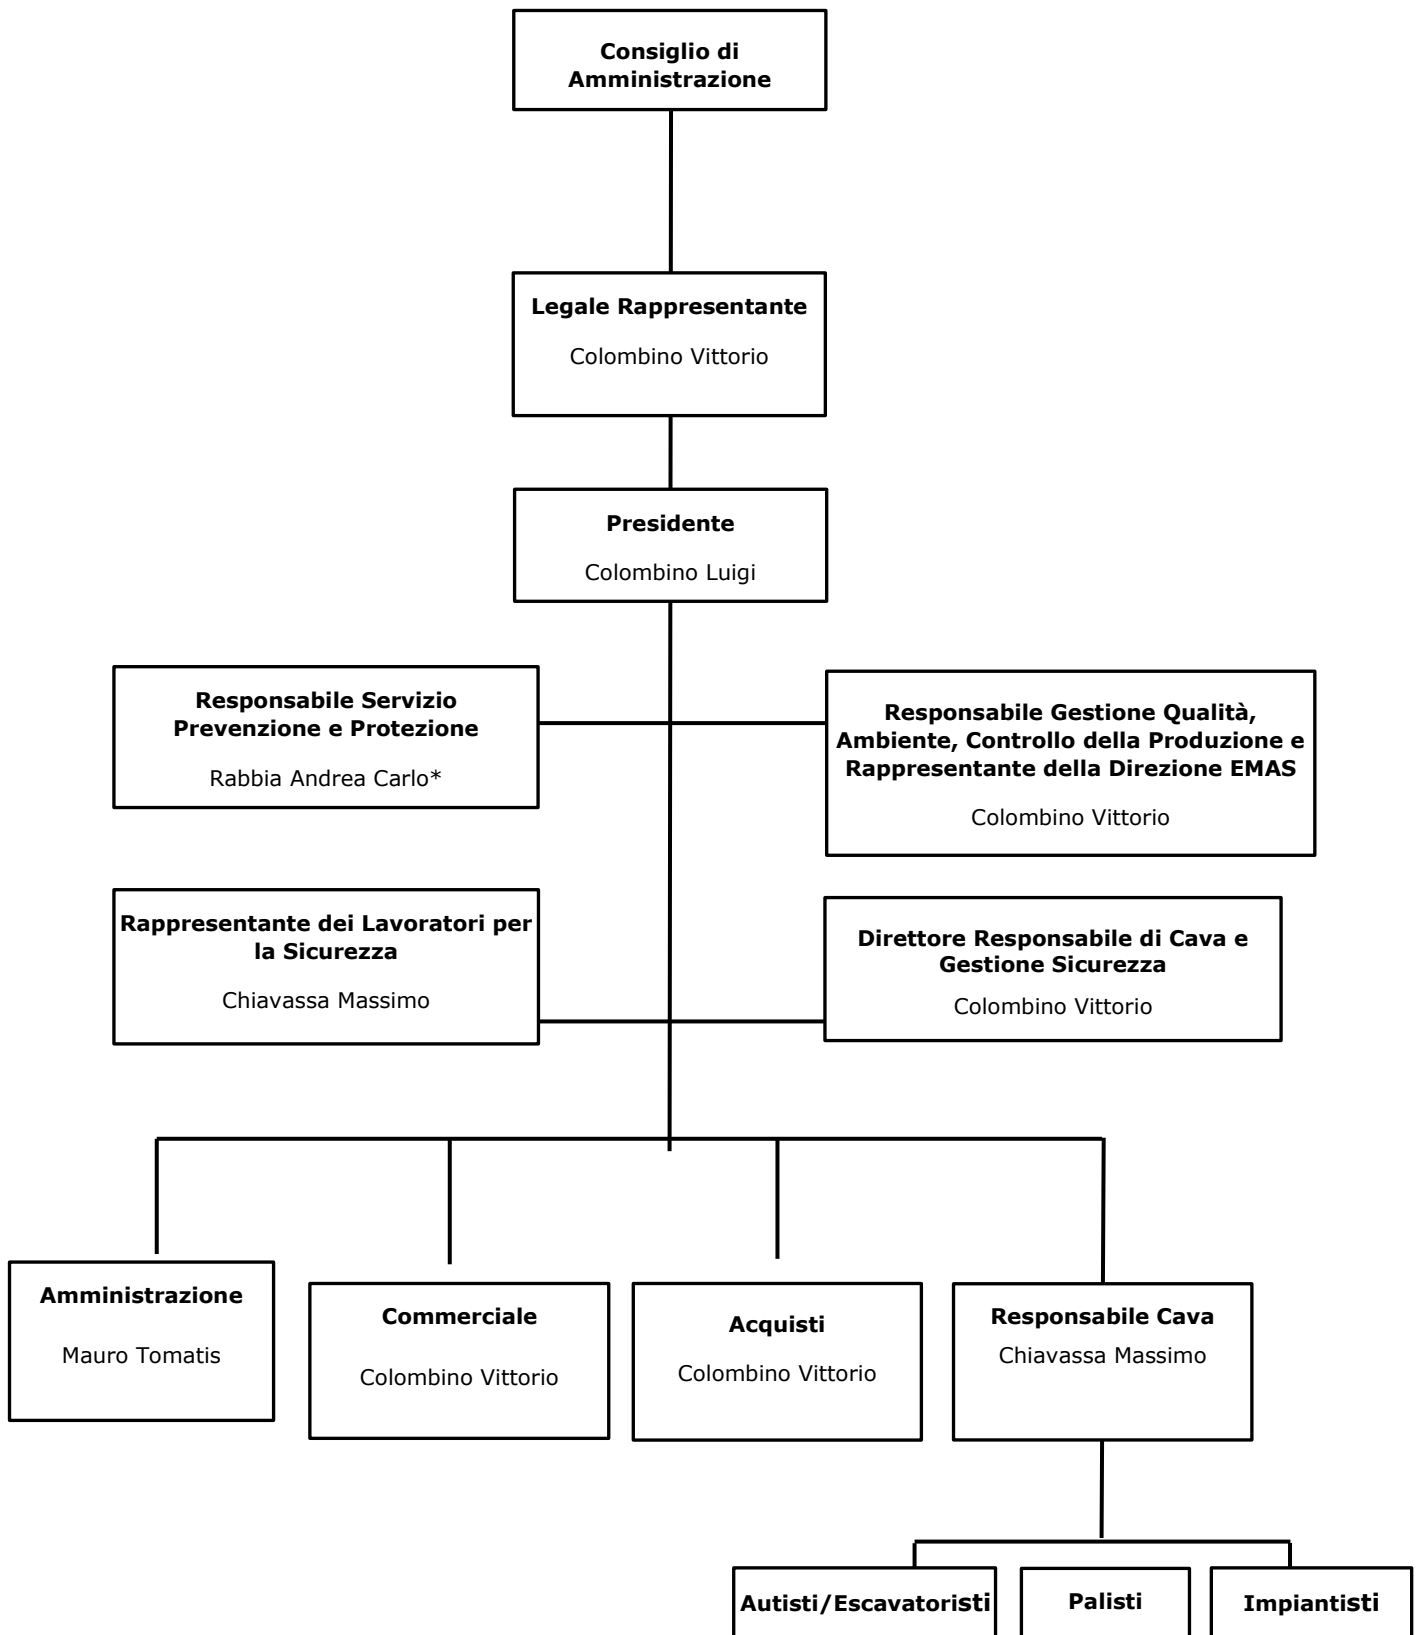 Consiglio di
Amministrazione
Legale Rappresentante
Colombino Vittorio
Presidente
Colombino Luigi
Responsabile Servizio
Prevenzione e Protezione
Rabbia Andrea Carlo*
Responsabile Gestione Qualità,
Ambiente, Controllo della Produzione e
Rappresentante della Direzione EMAS
Colombino Vittorio
Rappresentante dei Lavoratori per
la Sicurezza
Chiavassa Massimo
Direttore Responsabile di Cava e
Gestione Sicurezza
Colombino Vittorio
Amministrazione
Mauro Tomatis
Commerciale
Colombino Vittorio
Acquisti
Colombino Vittorio
Responsabile Cava
Chiavassa Massimo
Autisti/Escavatoristi
Palisti
Impiantisti